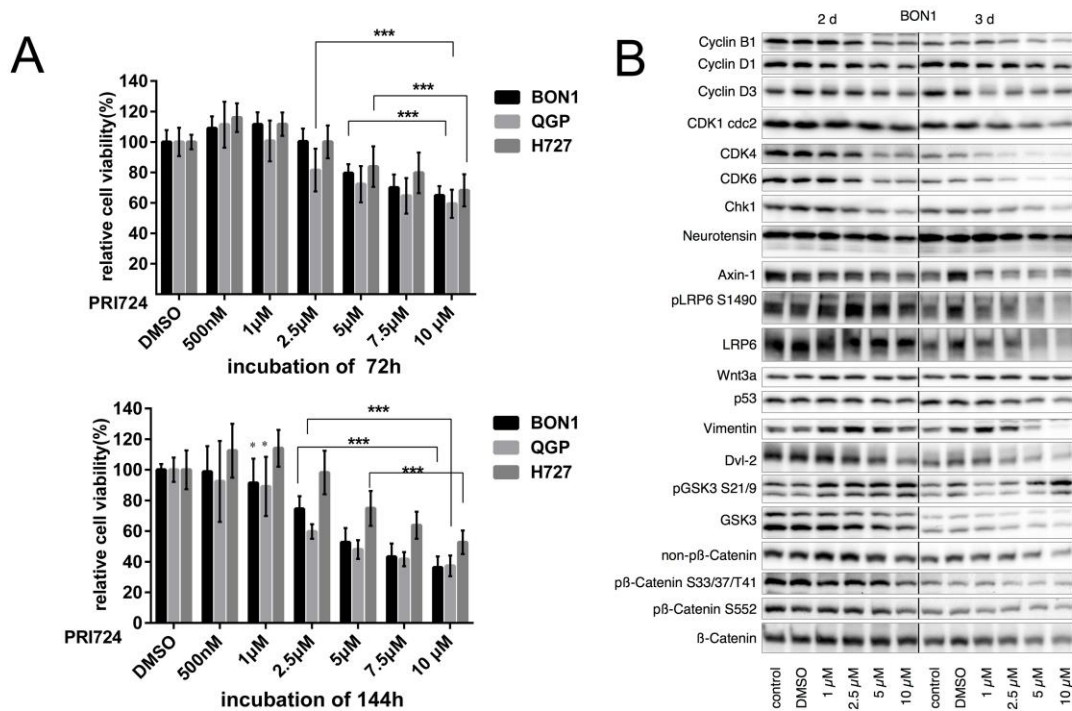 A
relative cell viability(%)
140
120
100
80
60
40
20
***
***
***
BON1
QGP
H727
PRI724
DMSO
500nM
1µM
2.5µM
5µM
7.5µM
10 µM
incubation of 72h
relative cell viability(%)
140
120
100
80
60
40
20
0
* *
***
***
***
BON1
QGP
H727
PRI724
DMSO
500nM
1µM
2.5µM
5µM
7.5µM
10 µM
incubation of 144h
B
2 d BON1 3 d
Cyclin B1
Cyclin D1
Cyclin D3
CDK1 cdc2
CDK4
CDK6
Chk1
Neurotensin
Axin-1
pLRP6 S1490
LRP6
Wnt3a
p53
Vimentin
Dvl-2
pGSK3 S21/9
GSK3
non-pß-Catenin
pß-Catenin S33/37/T41
pß-Catenin S552
ß-Catenin
control
DMSO
1 µM
2.5 µM
5 µM
10 µM
control
DMSO
1 µM
2.5 µM
5 µM
10 µM